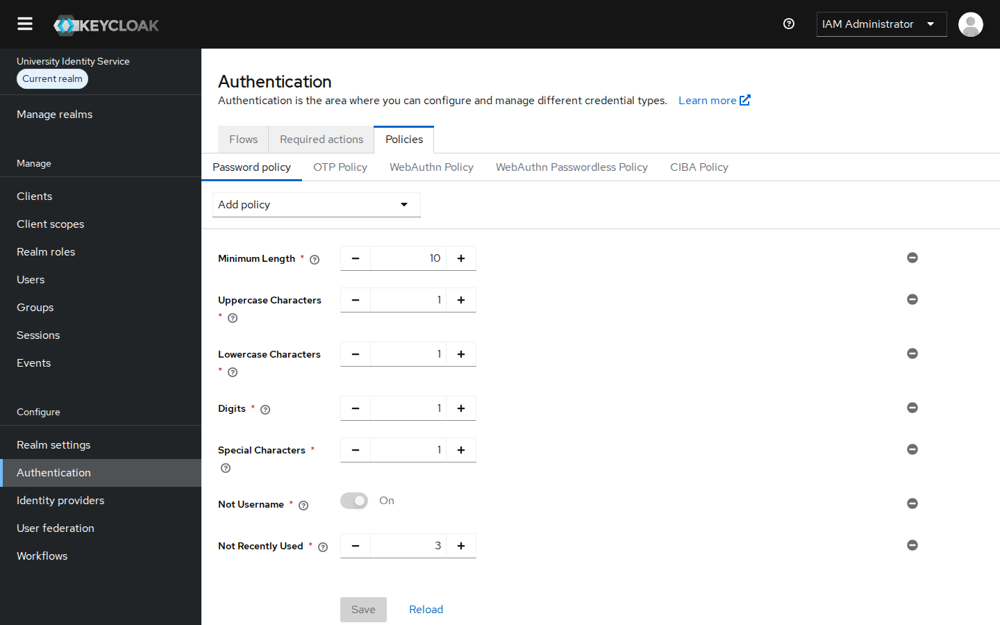 KEYCLOAK
IAM Administrator
University Identity Service
Current realm
Manage realms
Manage
Clients
Client scopes
Realm roles
Users
Groups
Sessions
Events
Configure
Realm settings
Authentication
Identity providers
User federation
Workflows
Authentication
Authentication is the area where you can configure and manage different credential types. Learn more
Flows Required actions Policies
Password policy OTP Policy WebAuthn Policy WebAuthn Passwordless Policy CIBA Policy
Add policy
Minimum Length * 10
Uppercase Characters * 1
Lowercase Characters * 1
Digits * 1
Special Characters * 1
Not Username * On
Not Recently Used * 3
Save Reload